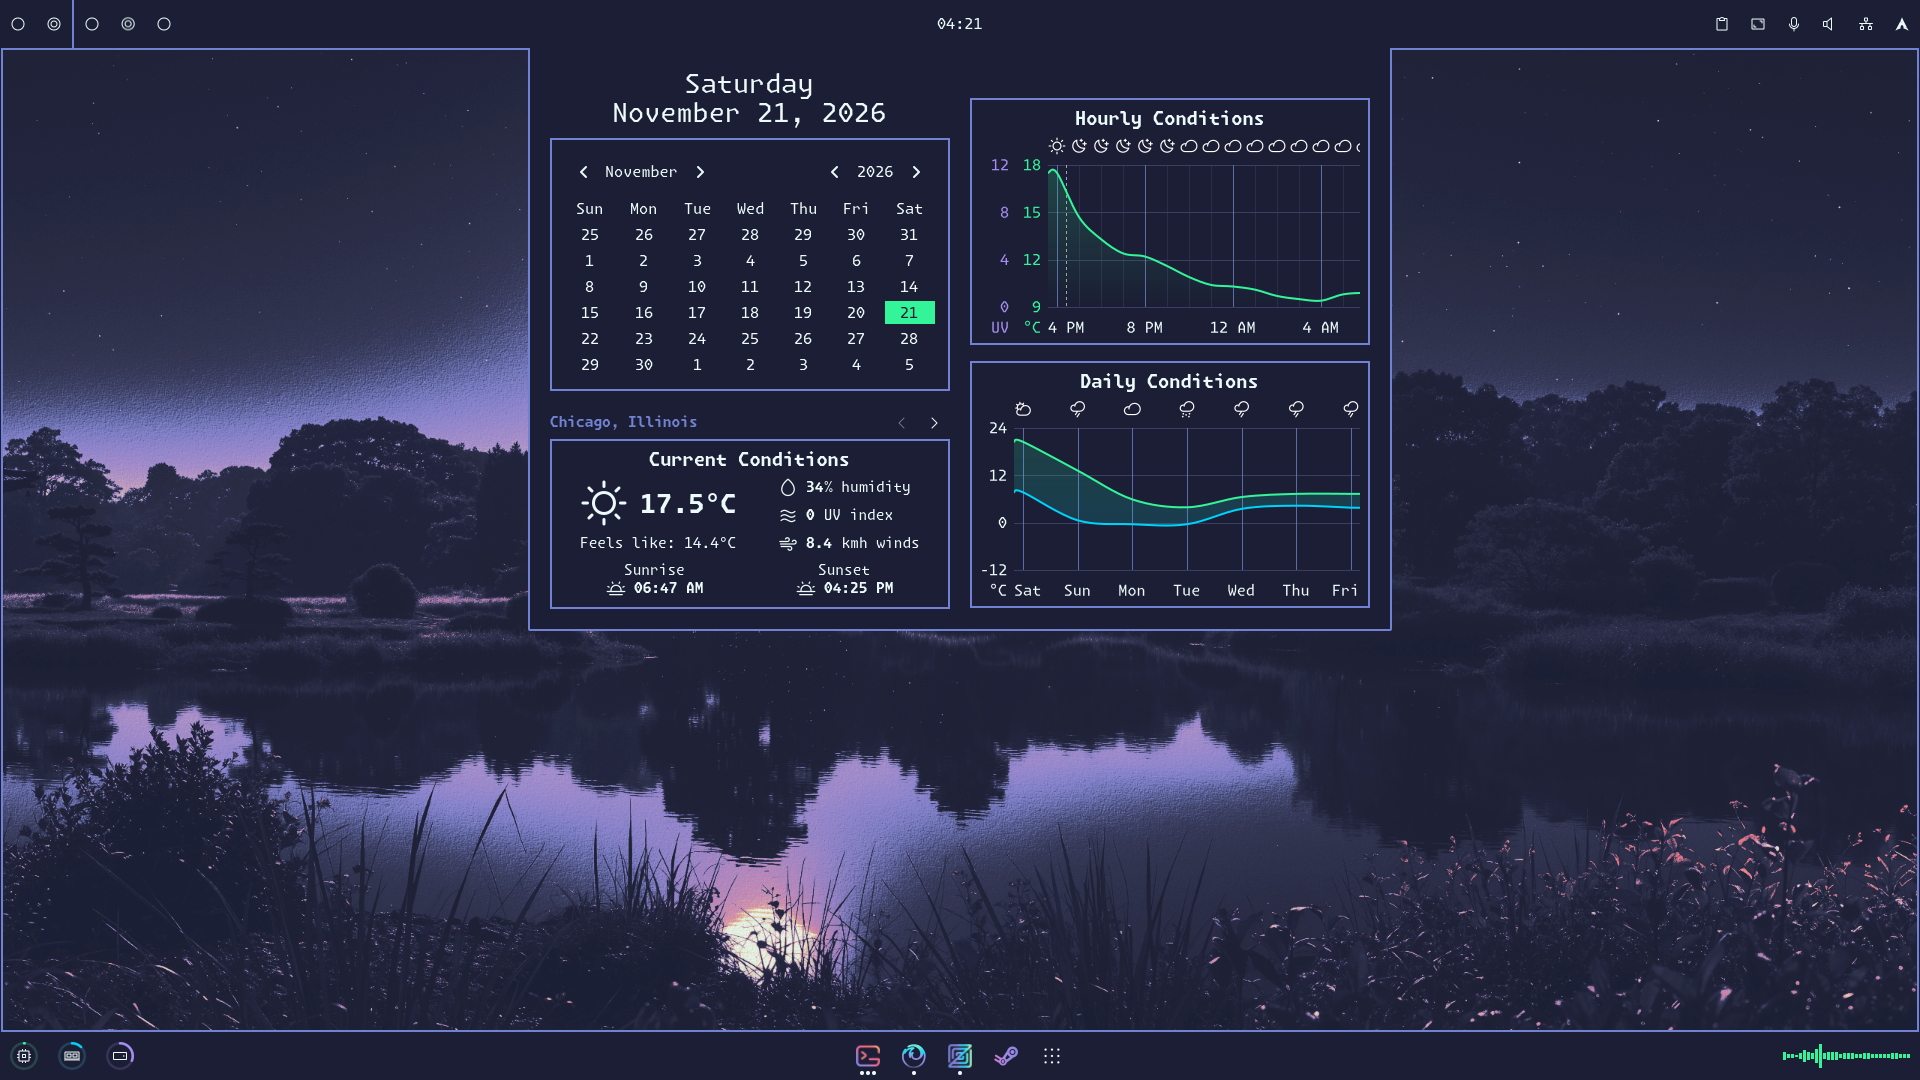 04:21
Saturday
November 21, 2026
November 2026
Sun Mon Tue Wed Thu Fri Sat
25 26 27 28 29 30 31
1 2 3 4 5 6 7
8 9 10 11 12 13 14
15 16 17 18 19 20 21
22 23 24 25 26 27 28
29 30 1 2 3 4 5
Chicago, Illinois
Current Conditions
17.5°C
Feels like: 14.4°C
34% humidity
0 UV index
8.4 kmh winds
Sunrise
06:47 AM
Sunset
04:25 PM
Hourly Conditions
12 18
8 15
4 12
0 9
UV °C 4 PM 8 PM 12 AM 4 AM
Daily Conditions
24
12
0
-12
°C Sat Sun Mon Tue Wed Thu Fri